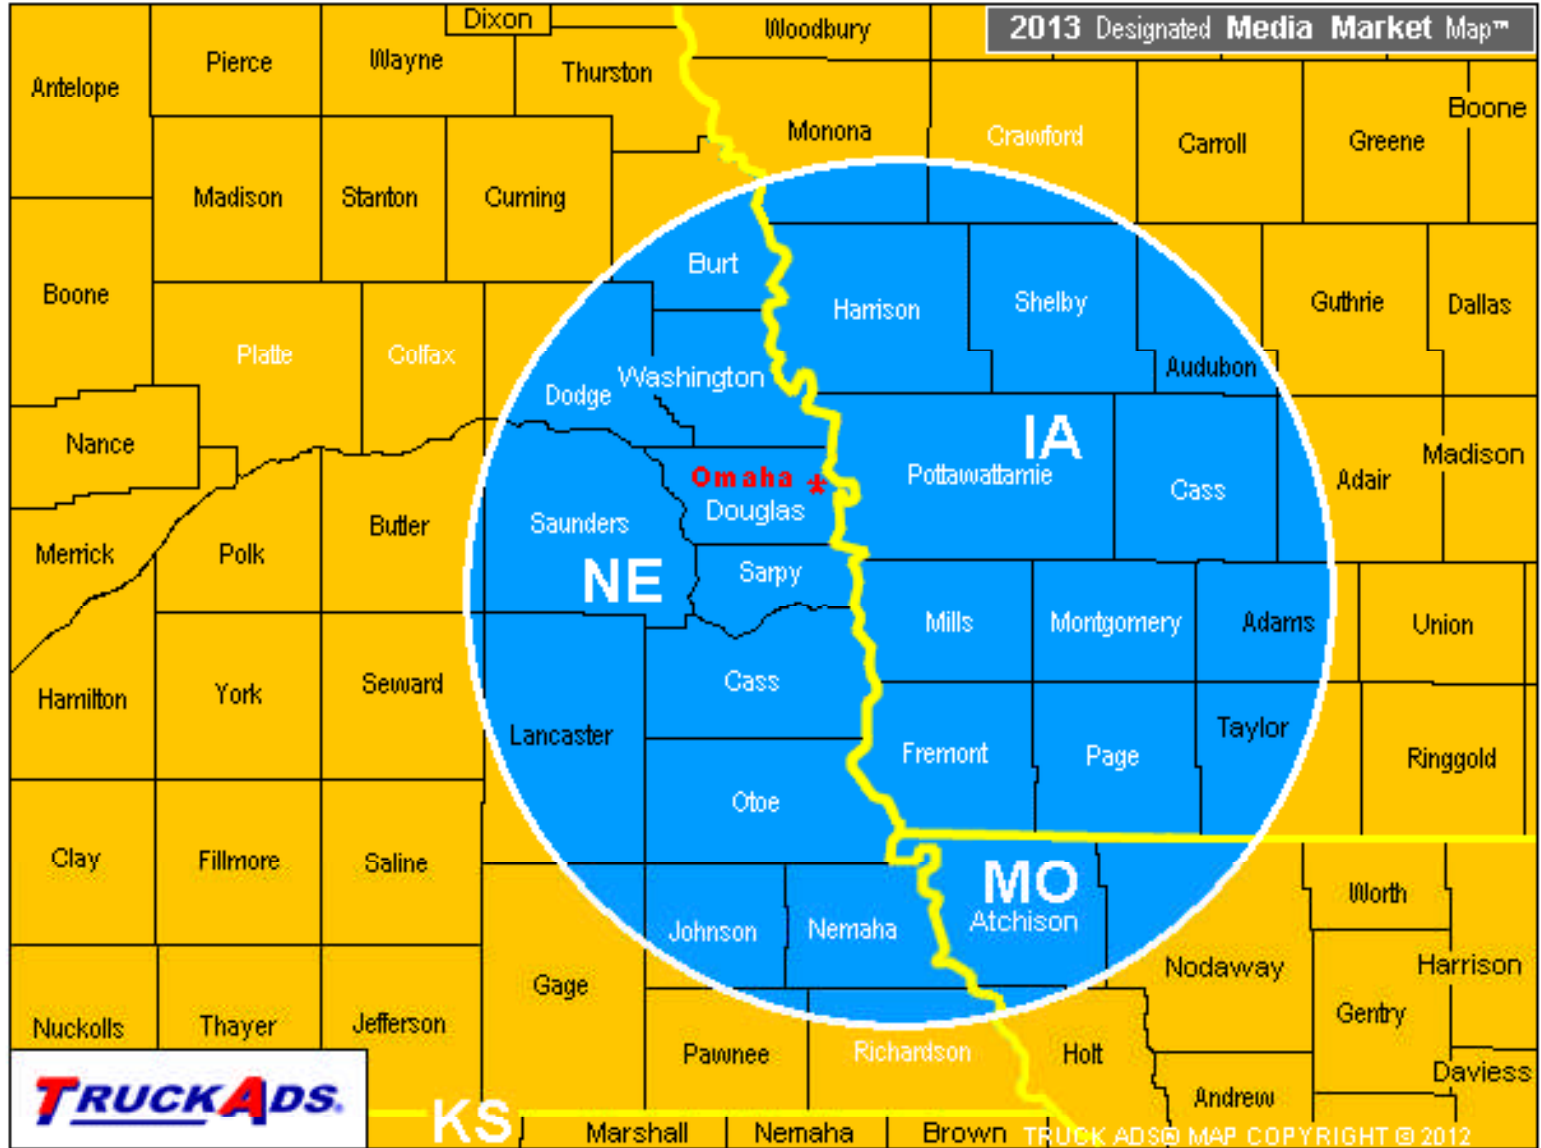 Dixon
Woodbury
2013 Designated Media Market Map™
Antelope
Pierce
Wayne
Thurston
Monona
Crawford
Carroll
Greene
Boone
Madison
Stanton
Cuming
Boone
Burt
Harrison
Shelby
Guthrie
Dallas
Platte
Colfax
Dodge
Washington
Audubon
Nance
IA
Omaha *
Pottawattamie
Cass
Adair
Madison
Merrick
Polk
Butler
Saunders
Douglas
NE
Sarpy
Mills
Montgomery
Adams
Union
Hamilton
York
Seward
Cass
Lancaster
Fremont
Page
Taylor
Ringgold
Otoe
Clay
Fillmore
Saline
MO
Worth
Johnson
Nemaha
Atchison
Nodaway
Harrison
Gage
Gentry
Nuckolls
Thayer
Jefferson
Pawnee
Richardson
Holt
Daviess
TRUCKADS.
Andrew
KS
Marshall
Nemaha
Brown
TRUCK ADS® MAP COPYRIGHT © 2012